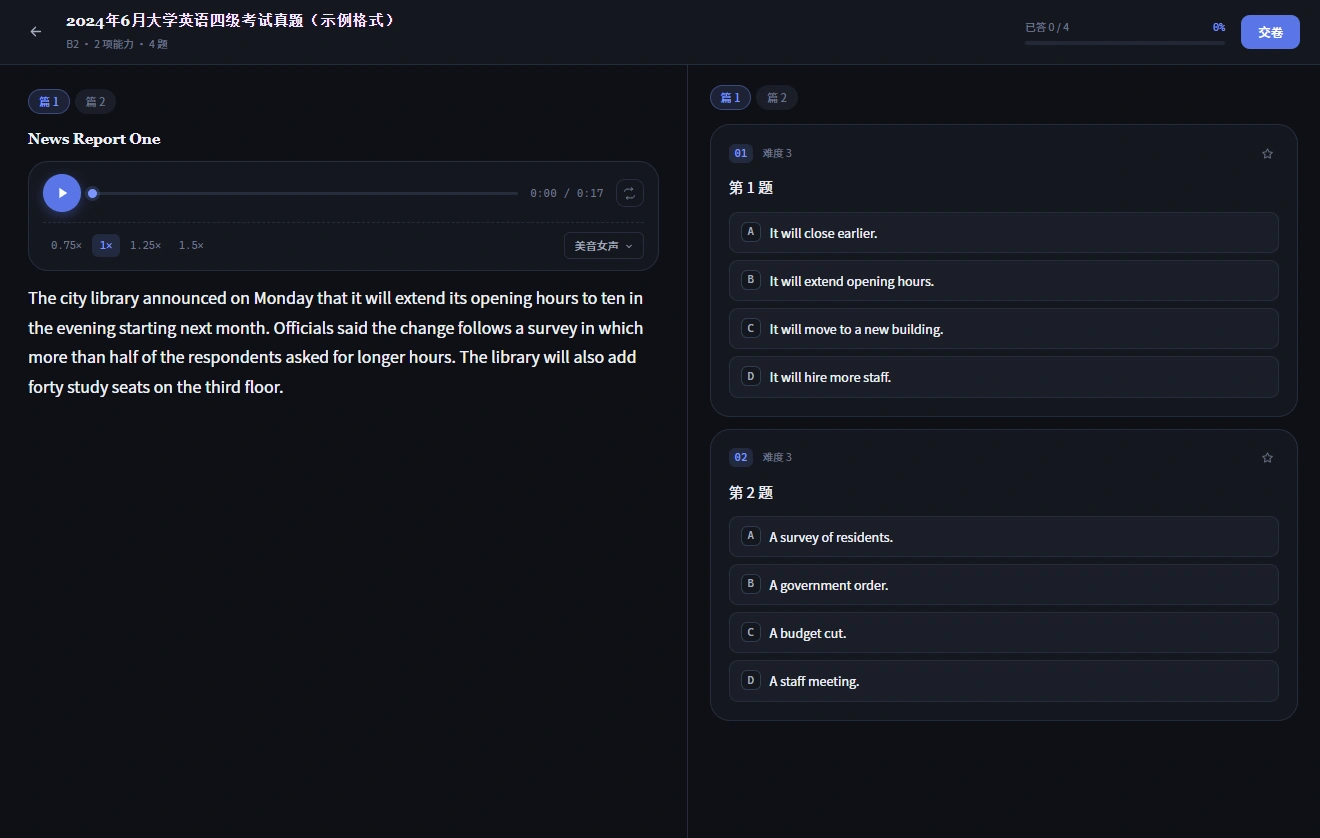 2024年6月大学英语四级考试真题（示例格式）
B2 · 2 项能力 · 4 题
已答 0 / 4
0%
交卷
篇 1
篇 2
News Report One
0:00 / 0:17
0.75×
1×
1.25×
1.5×
美音女声
The city library announced on Monday that it will extend its opening hours to ten in
the evening starting next month. Officials said the change follows a survey in which
more than half of the respondents asked for longer hours. The library will also add
forty study seats on the third floor.
篇 1
篇 2
01
难度 3
第 1 题
A It will close earlier.
B It will extend opening hours.
C It will move to a new building.
D It will hire more staff.
02
难度 3
第 2 题
A A survey of residents.
B A government order.
C A budget cut.
D A staff meeting.